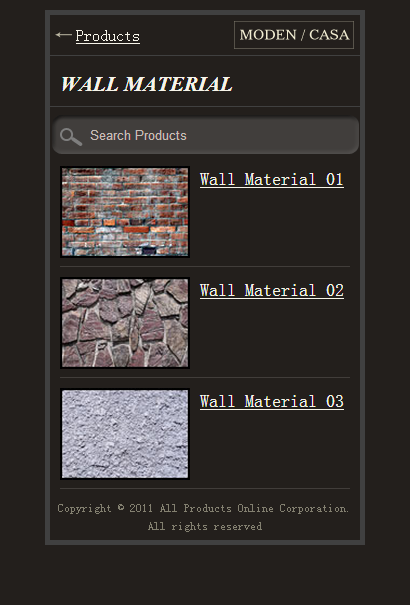 Products
MODEN / CASA
WALL MATERIAL
Search Products
Wall Material 01
Wall Material 02
Wall Material 03
Copyright © 2011 All Products Online Corporation.
All rights reserved